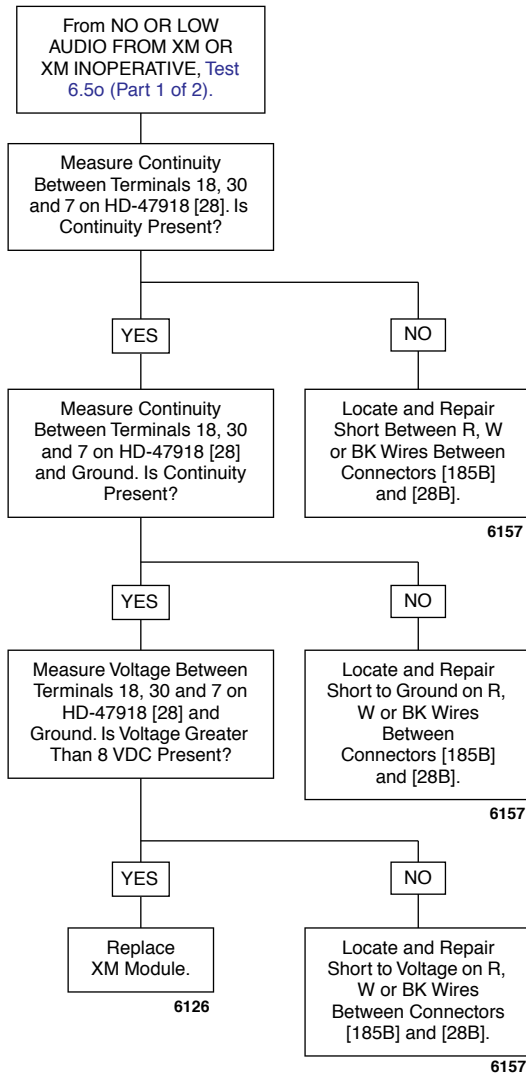 From NO OR LOW
AUDIO FROM XM OR
XM INOPERATIVE, Test
6.5o (Part 1 of 2).
Measure Continuity
Between Terminals 18, 30
and 7 on HD-47918 [28]. Is
Continuity Present?
YES
NO
Measure Continuity
Between Terminals 18, 30
and 7 on HD-47918 [28]
and Ground. Is Continuity
Present?
Locate and Repair
Short Between R, W
or BK Wires Between
Connectors [185B]
and [28B].
6157
YES
NO
Measure Voltage Between
Terminals 18, 30 and 7 on
HD-47918 [28] and
Ground. Is Voltage Greater
Than 8 VDC Present?
Locate and Repair
Short to Ground on R,
W or BK Wires
Between
Connectors [185B]
and [28B].
6157
YES
NO
Replace
XM Module.
6126
Locate and Repair
Short to Voltage on R,
W or BK Wires
Between Connectors
[185B] and [28B].
6157